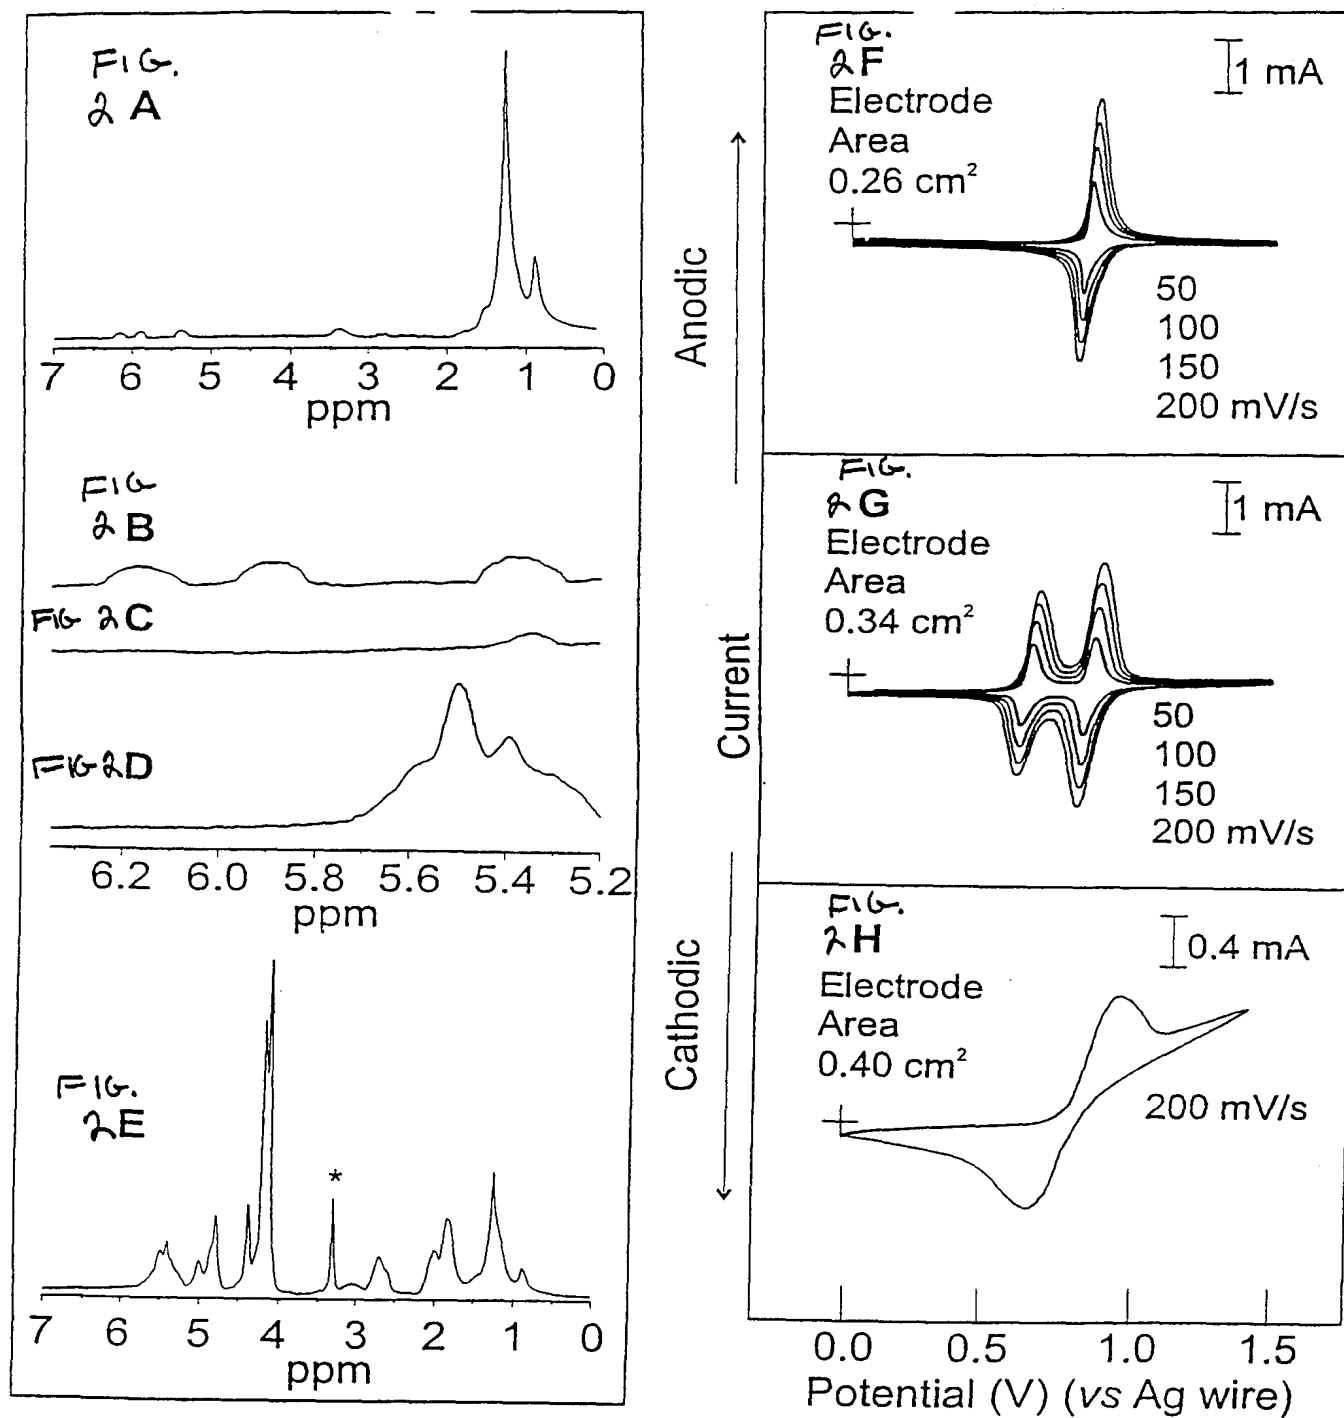 FIG.
2 A
7 6 5 4 3 2 1 0
ppm
FIG
2 B
FIG 2C
FIG 2D
6.2 6.0 5.8 5.6 5.4 5.2
ppm
FIG.
2E
*
7 6 5 4 3 2 1 0
ppm
Anodic
Current
Cathodic
FIG.
2F
1 mA
Electrode
Area
0.26 cm²
50
100
150
200 mV/s
FIG.
2G
1 mA
Electrode
Area
0.34 cm²
50
100
150
200 mV/s
FIG.
2H
0.4 mA
Electrode
Area
0.40 cm²
200 mV/s
0.0 0.5 1.0 1.5
Potential (V) (vs Ag wire)